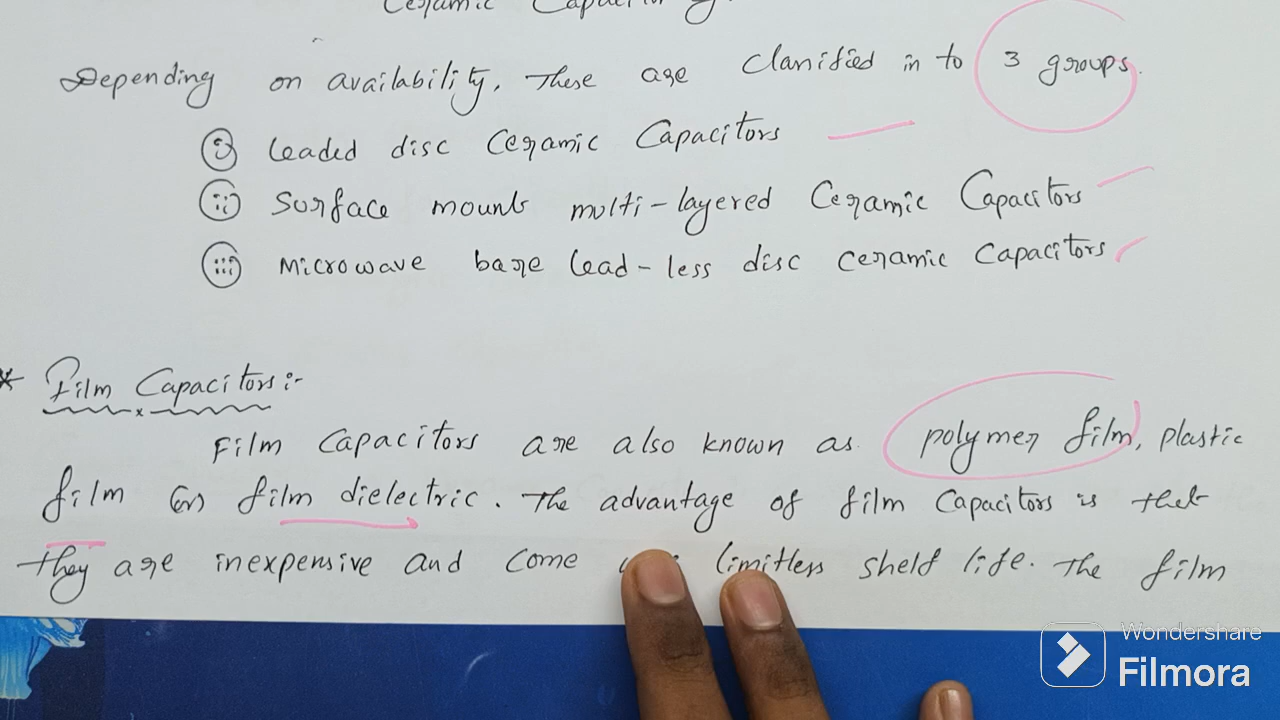 Ceramic Capacitors:-
Depending on availability, These are clanified in to 3 groups.
(i) Leaded disc Ceramic Capacitors
(ii) Surface mount multi-layered Ceramic Capacitors
(iii) Microwave bare lead-less disc ceramic Capacitors
* Film Capacitors:-
Film Capacitors are also known as polymer film, plastic
film (or) film dielectric. The advantage of film Capacitors is that
they are inexpensive and come limitless shelf life. The film
Wondershare
Filmora